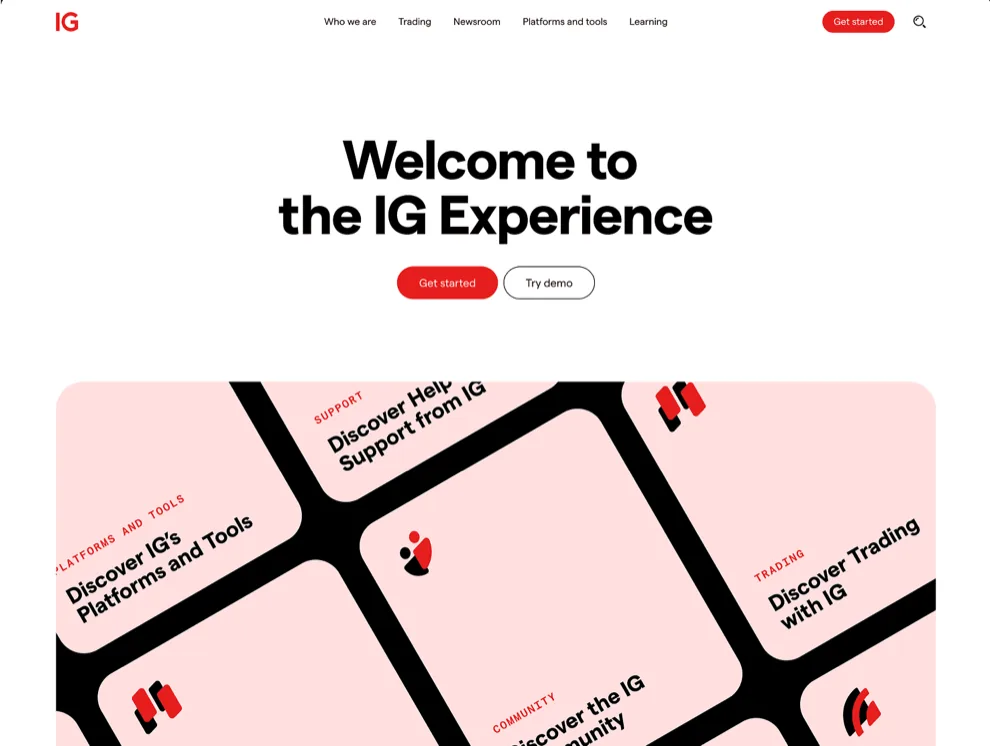 IG
Who we are
Trading
Newsroom
Platforms and tools
Learning
Get started
Welcome to
the IG Experience
Get started
Try demo
SUPPORT
Discover Help
Support from IG
PLATFORMS AND TOOLS
Discover IG's
Platforms and Tools
TRADING
Discover Trading
with IG
COMMUNITY
the IG